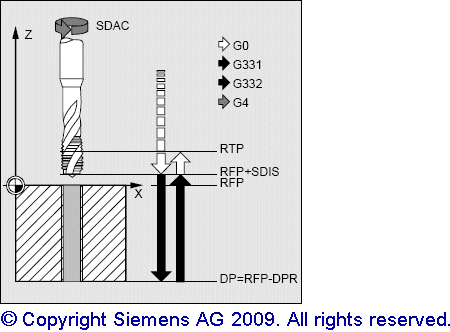 Z
SDAC
G0
G331
G332
G4
RTP
RFP+SDIS
RFP
X
DP=RFP-DPR
© Copyright Siemens AG 2009. All rights reserved.